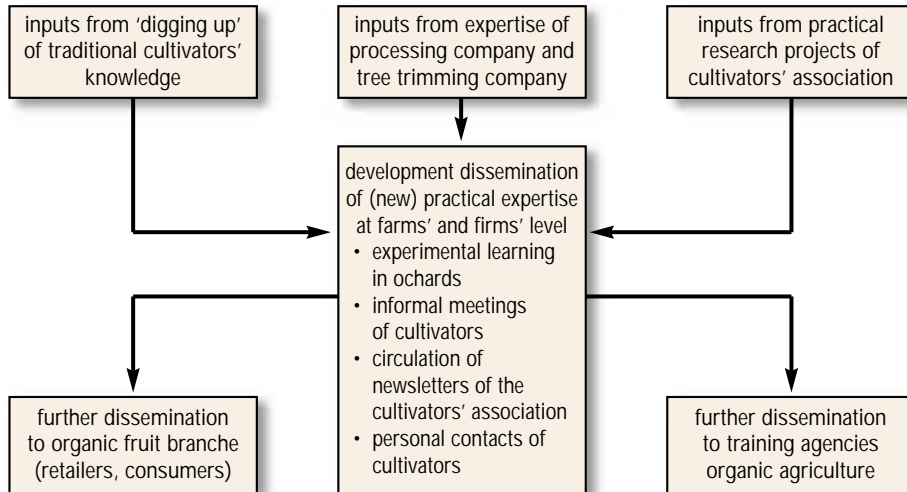 inputs from ‘digging up’
of traditional cultivators’
knowledge
inputs from expertise of
processing company and
tree trimming company
inputs from practical
research projects of
cultivators’ association
development dissemination
of (new) practical expertise
at farms’ and firms’ level
• experimental learning
in ochards
• informal meetings
of cultivators
• circulation of
newsletters of the
cultivators’ association
• personal contacts of
cultivators
further dissemination
to organic fruit branche
(retailers, consumers)
further dissemination
to training agencies
organic agriculture